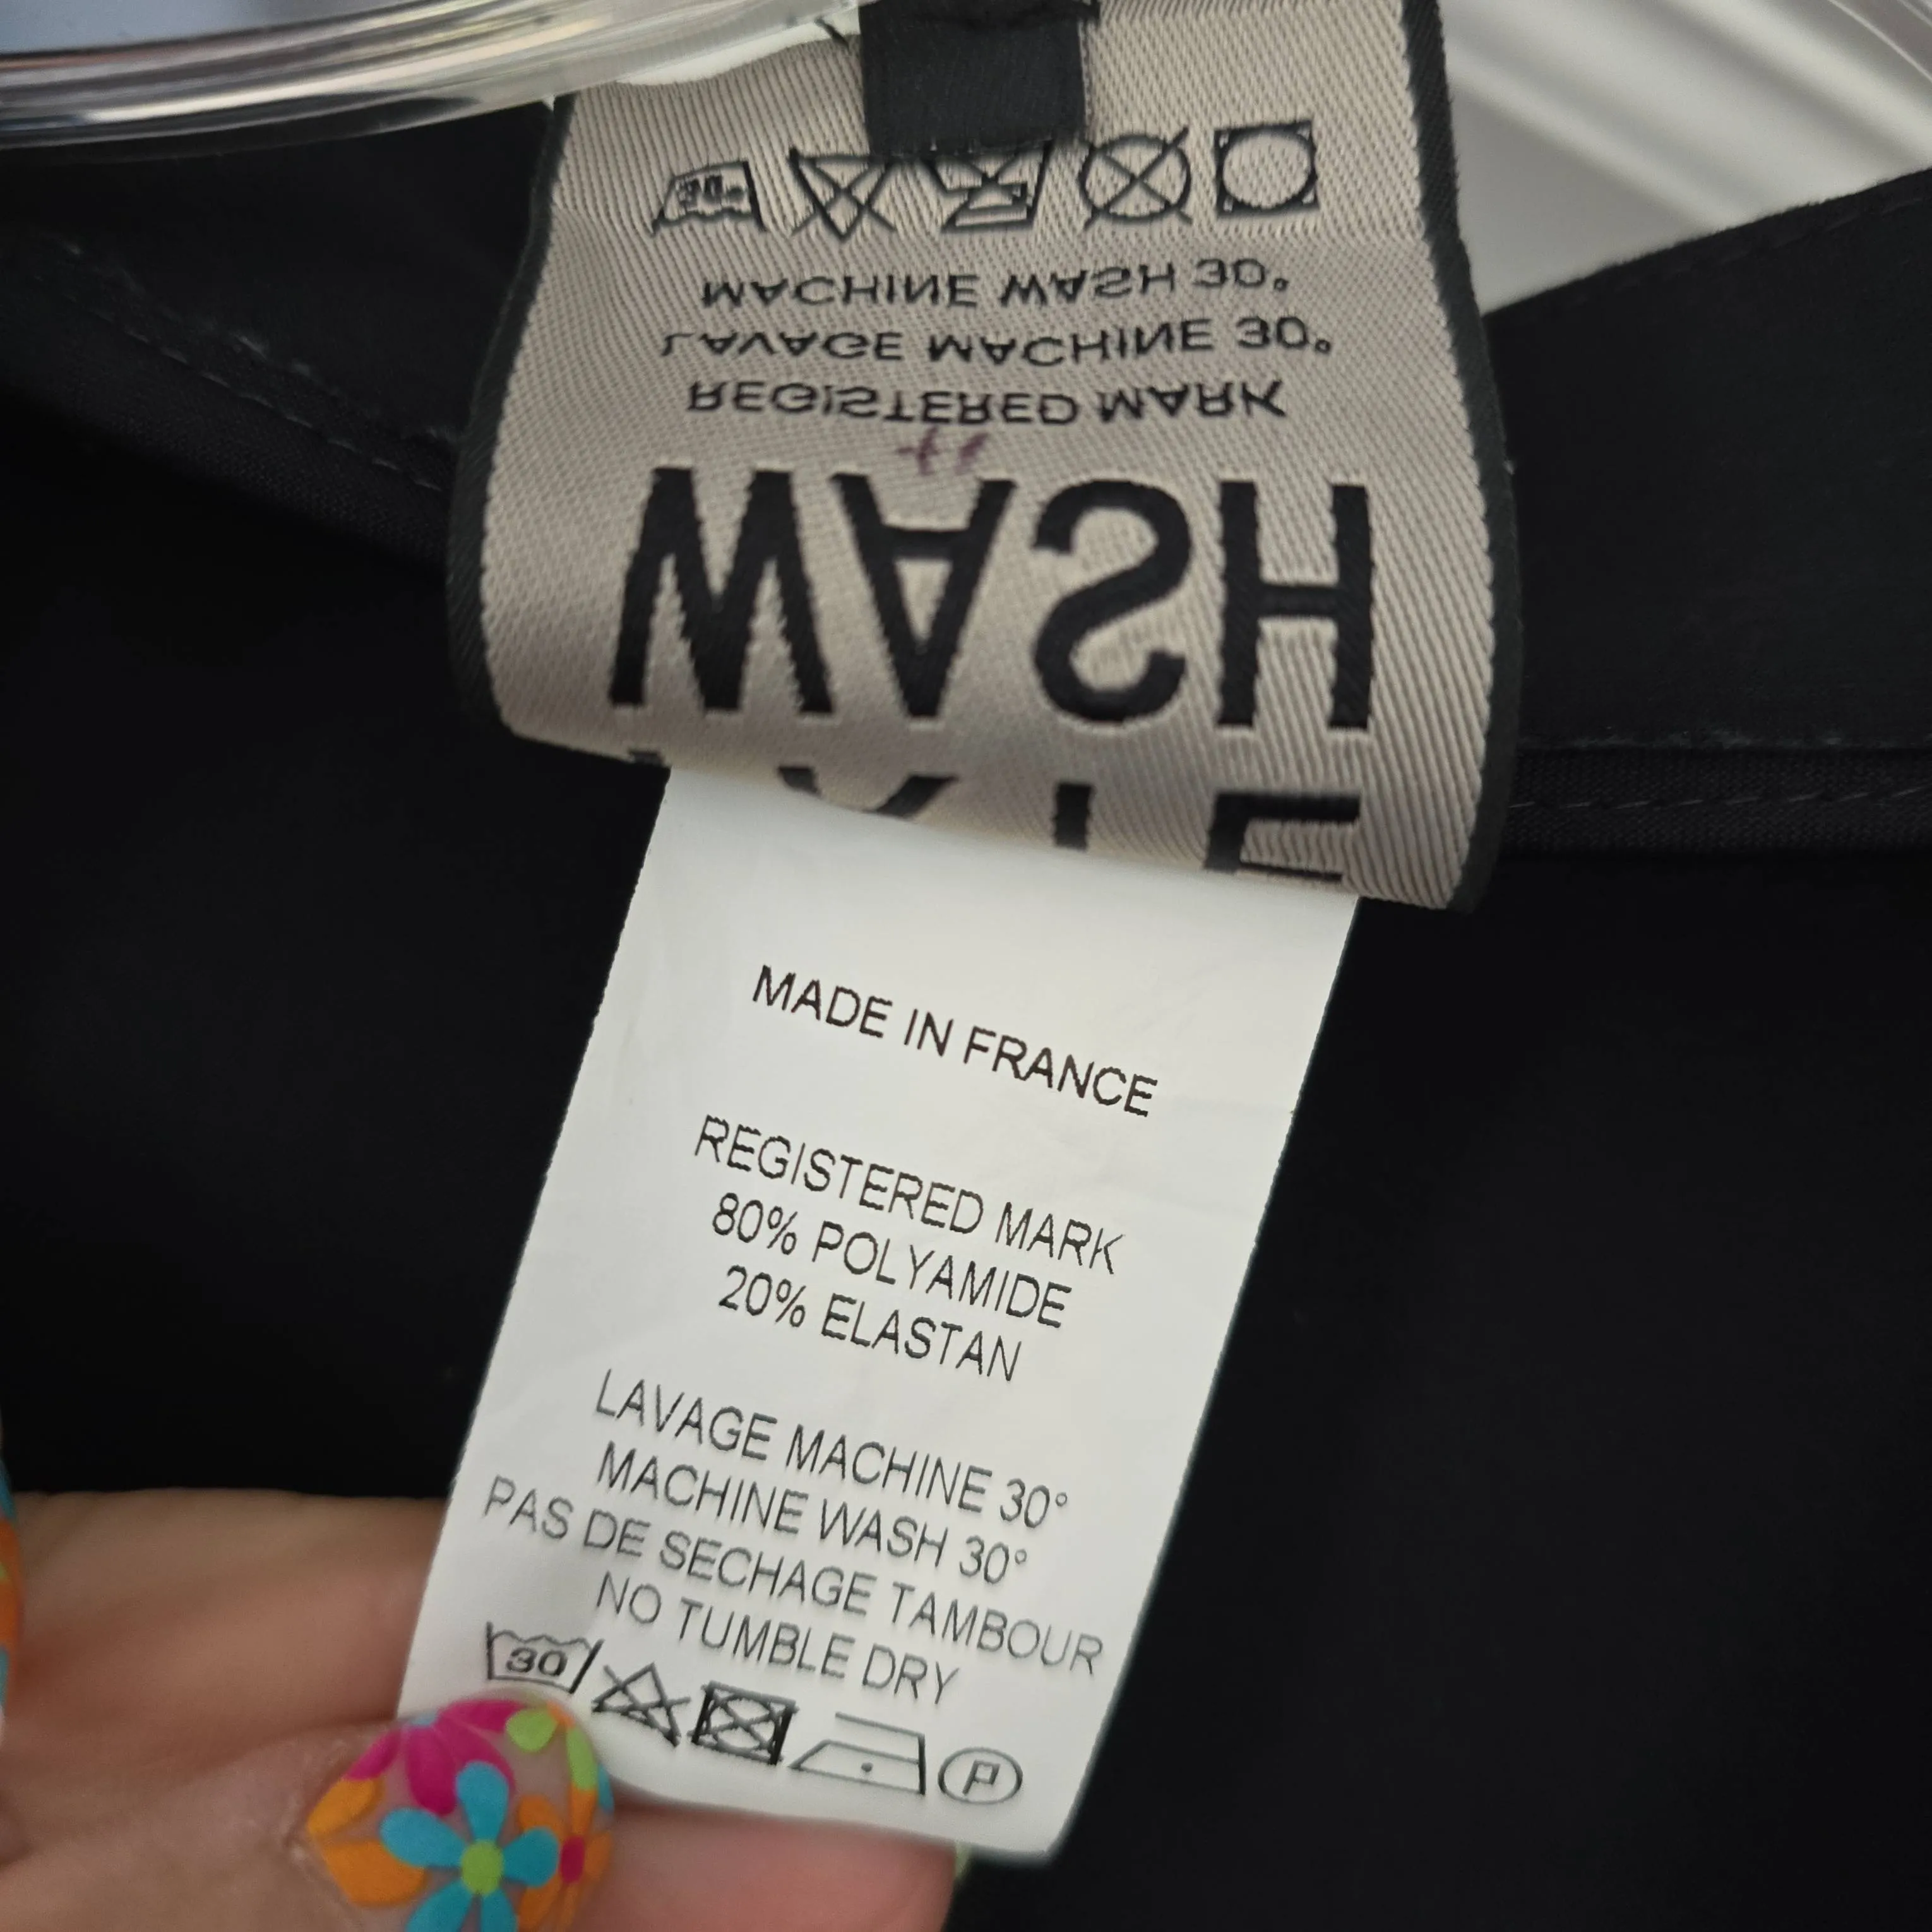 30°
MACHINE WASH 30°
LAVAGE MACHINE 30°
REGISTERED MARK
WASH
MADE IN FRANCE
REGISTERED MARK
80% POLYAMIDE
20% ELASTAN
LAVAGE MACHINE 30°
MACHINE WASH 30°
PAS DE SECHAGE TAMBOUR
NO TUMBLE DRY
30 P